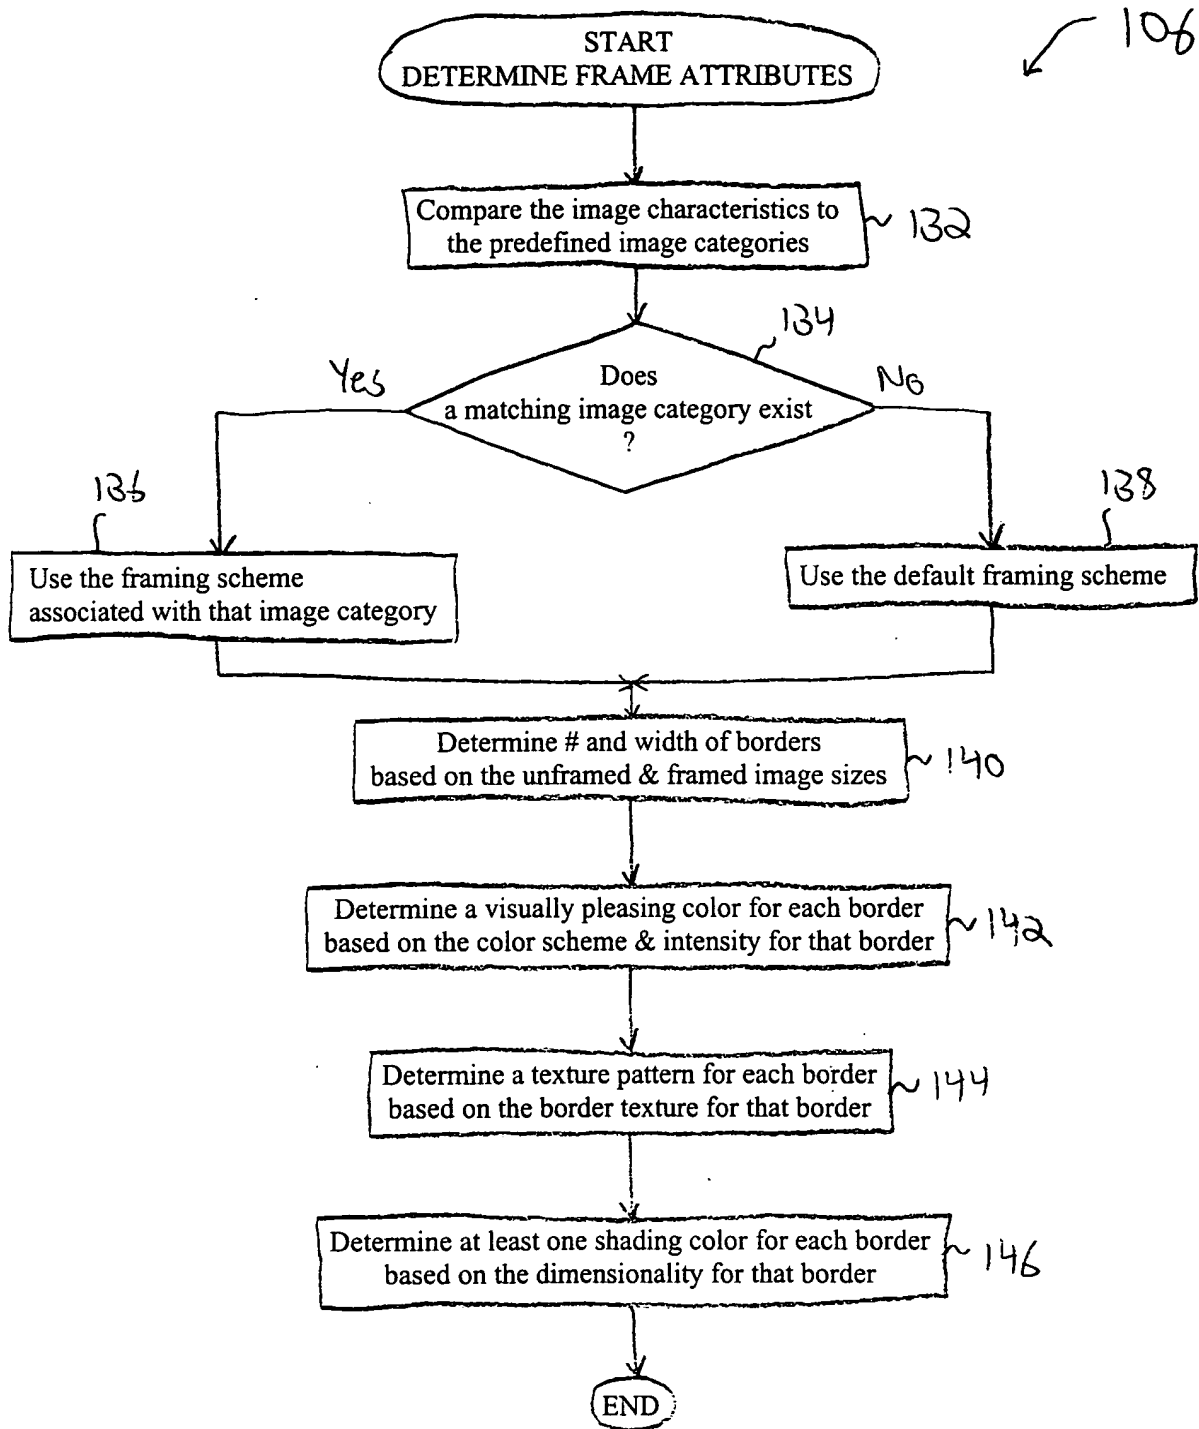 106
START
DETERMINE FRAME ATTRIBUTES
Compare the image characteristics to
the predefined image categories
132
134
Does
a matching image category exist
?
Yes
No
136
138
Use the framing scheme
associated with that image category
Use the default framing scheme
Determine # and width of borders
based on the unframed & framed image sizes
140
Determine a visually pleasing color for each border
based on the color scheme & intensity for that border
142
Determine a texture pattern for each border
based on the border texture for that border
144
Determine at least one shading color for each border
based on the dimensionality for that border
146
END